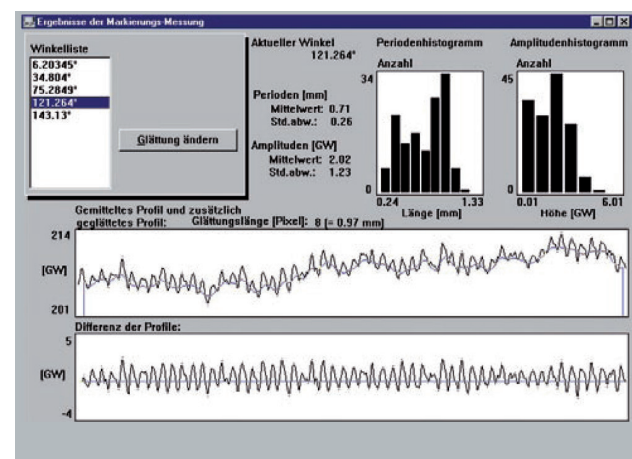 Ergebnisse der Markierungs-Messung
Winkelliste
6.20345°
34.804°
75.2849°
121.264°
143.13°
Glättung ändern
Aktueller Winkel
121.264°
Perioden [mm]
Mittelwert: 0.71
Std.abw.: 0.26
Amplituden [GW]
Mittelwert: 2.02
Std.abw.: 1.23
Periodenhistogramm
Anzahl
34
0
0.24 1.33
Länge [mm]
Amplitudenhistogramm
Anzahl
45
0
0.01 6.01
Höhe [GW]
Gemitteltes Profil und zusätzlich
geglättetes Profil: Glättungslänge [Pixel]: 8 (= 0.97 mm)
214
[GW]
201
Differenz der Profile:
5
[GW]
-4